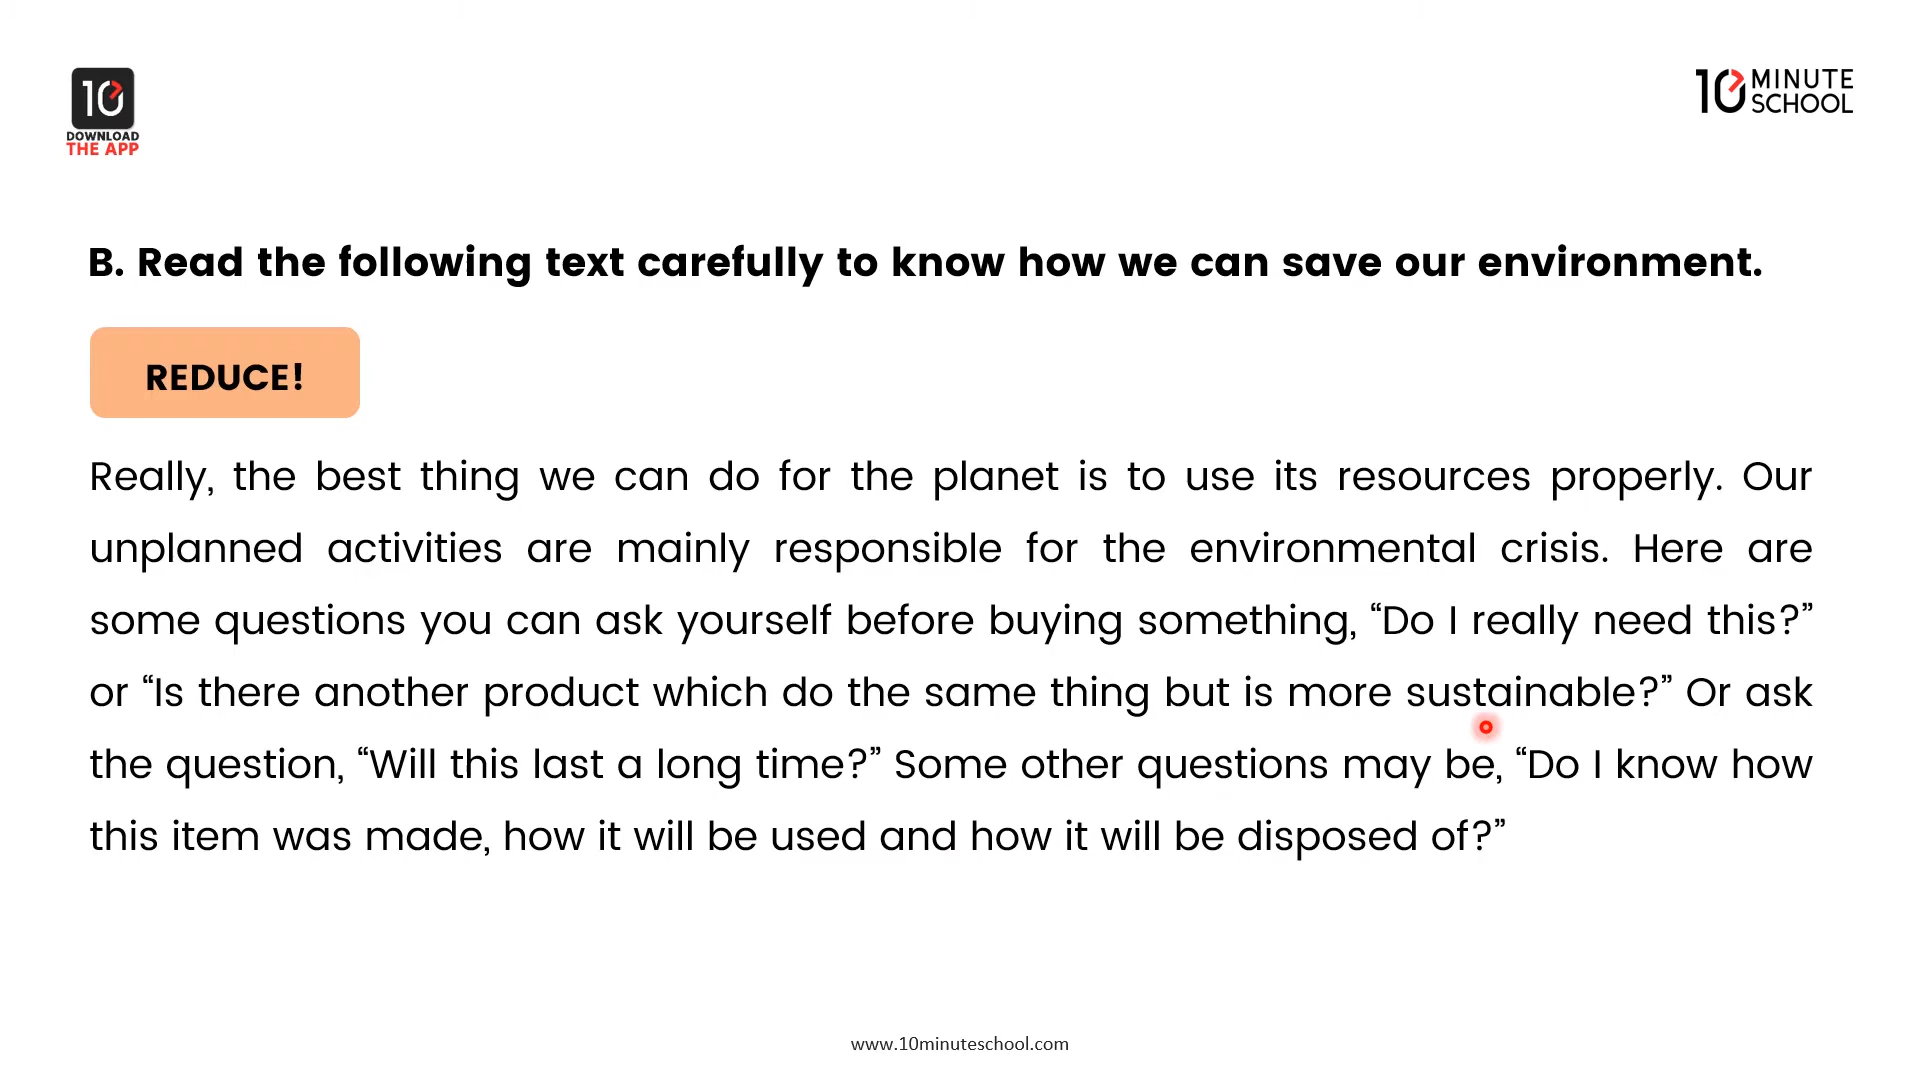 10
DOWNLOAD
THE APP
10 MINUTE
SCHOOL
B. Read the following text carefully to know how we can save our environment.
REDUCE!
Really, the best thing we can do for the planet is to use its resources properly. Our
unplanned activities are mainly responsible for the environmental crisis. Here are
some questions you can ask yourself before buying something, “Do I really need this?”
or “Is there another product which do the same thing but is more sustainable?” Or ask
the question, “Will this last a long time?” Some other questions may be, “Do I know how
this item was made, how it will be used and how it will be disposed of?”
www.10minuteschool.com